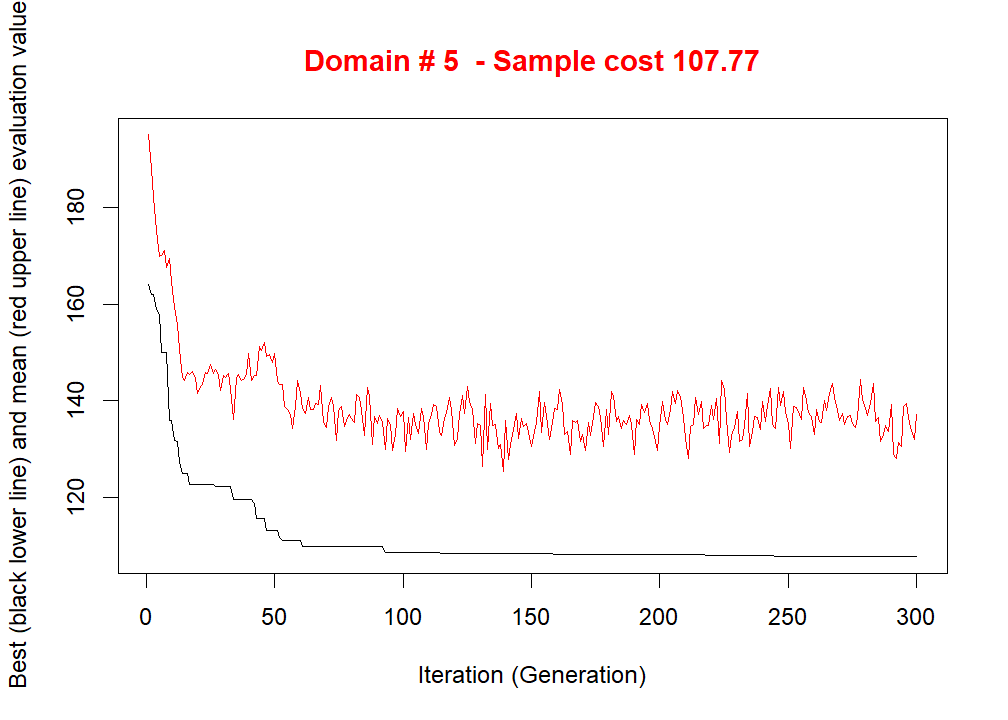 Domain # 5  - Sample cost 107.77
Best (black lower line) and mean (red upper line) evaluation value
180
160
140
120
0 50 100 150 200 250 300
Iteration (Generation)